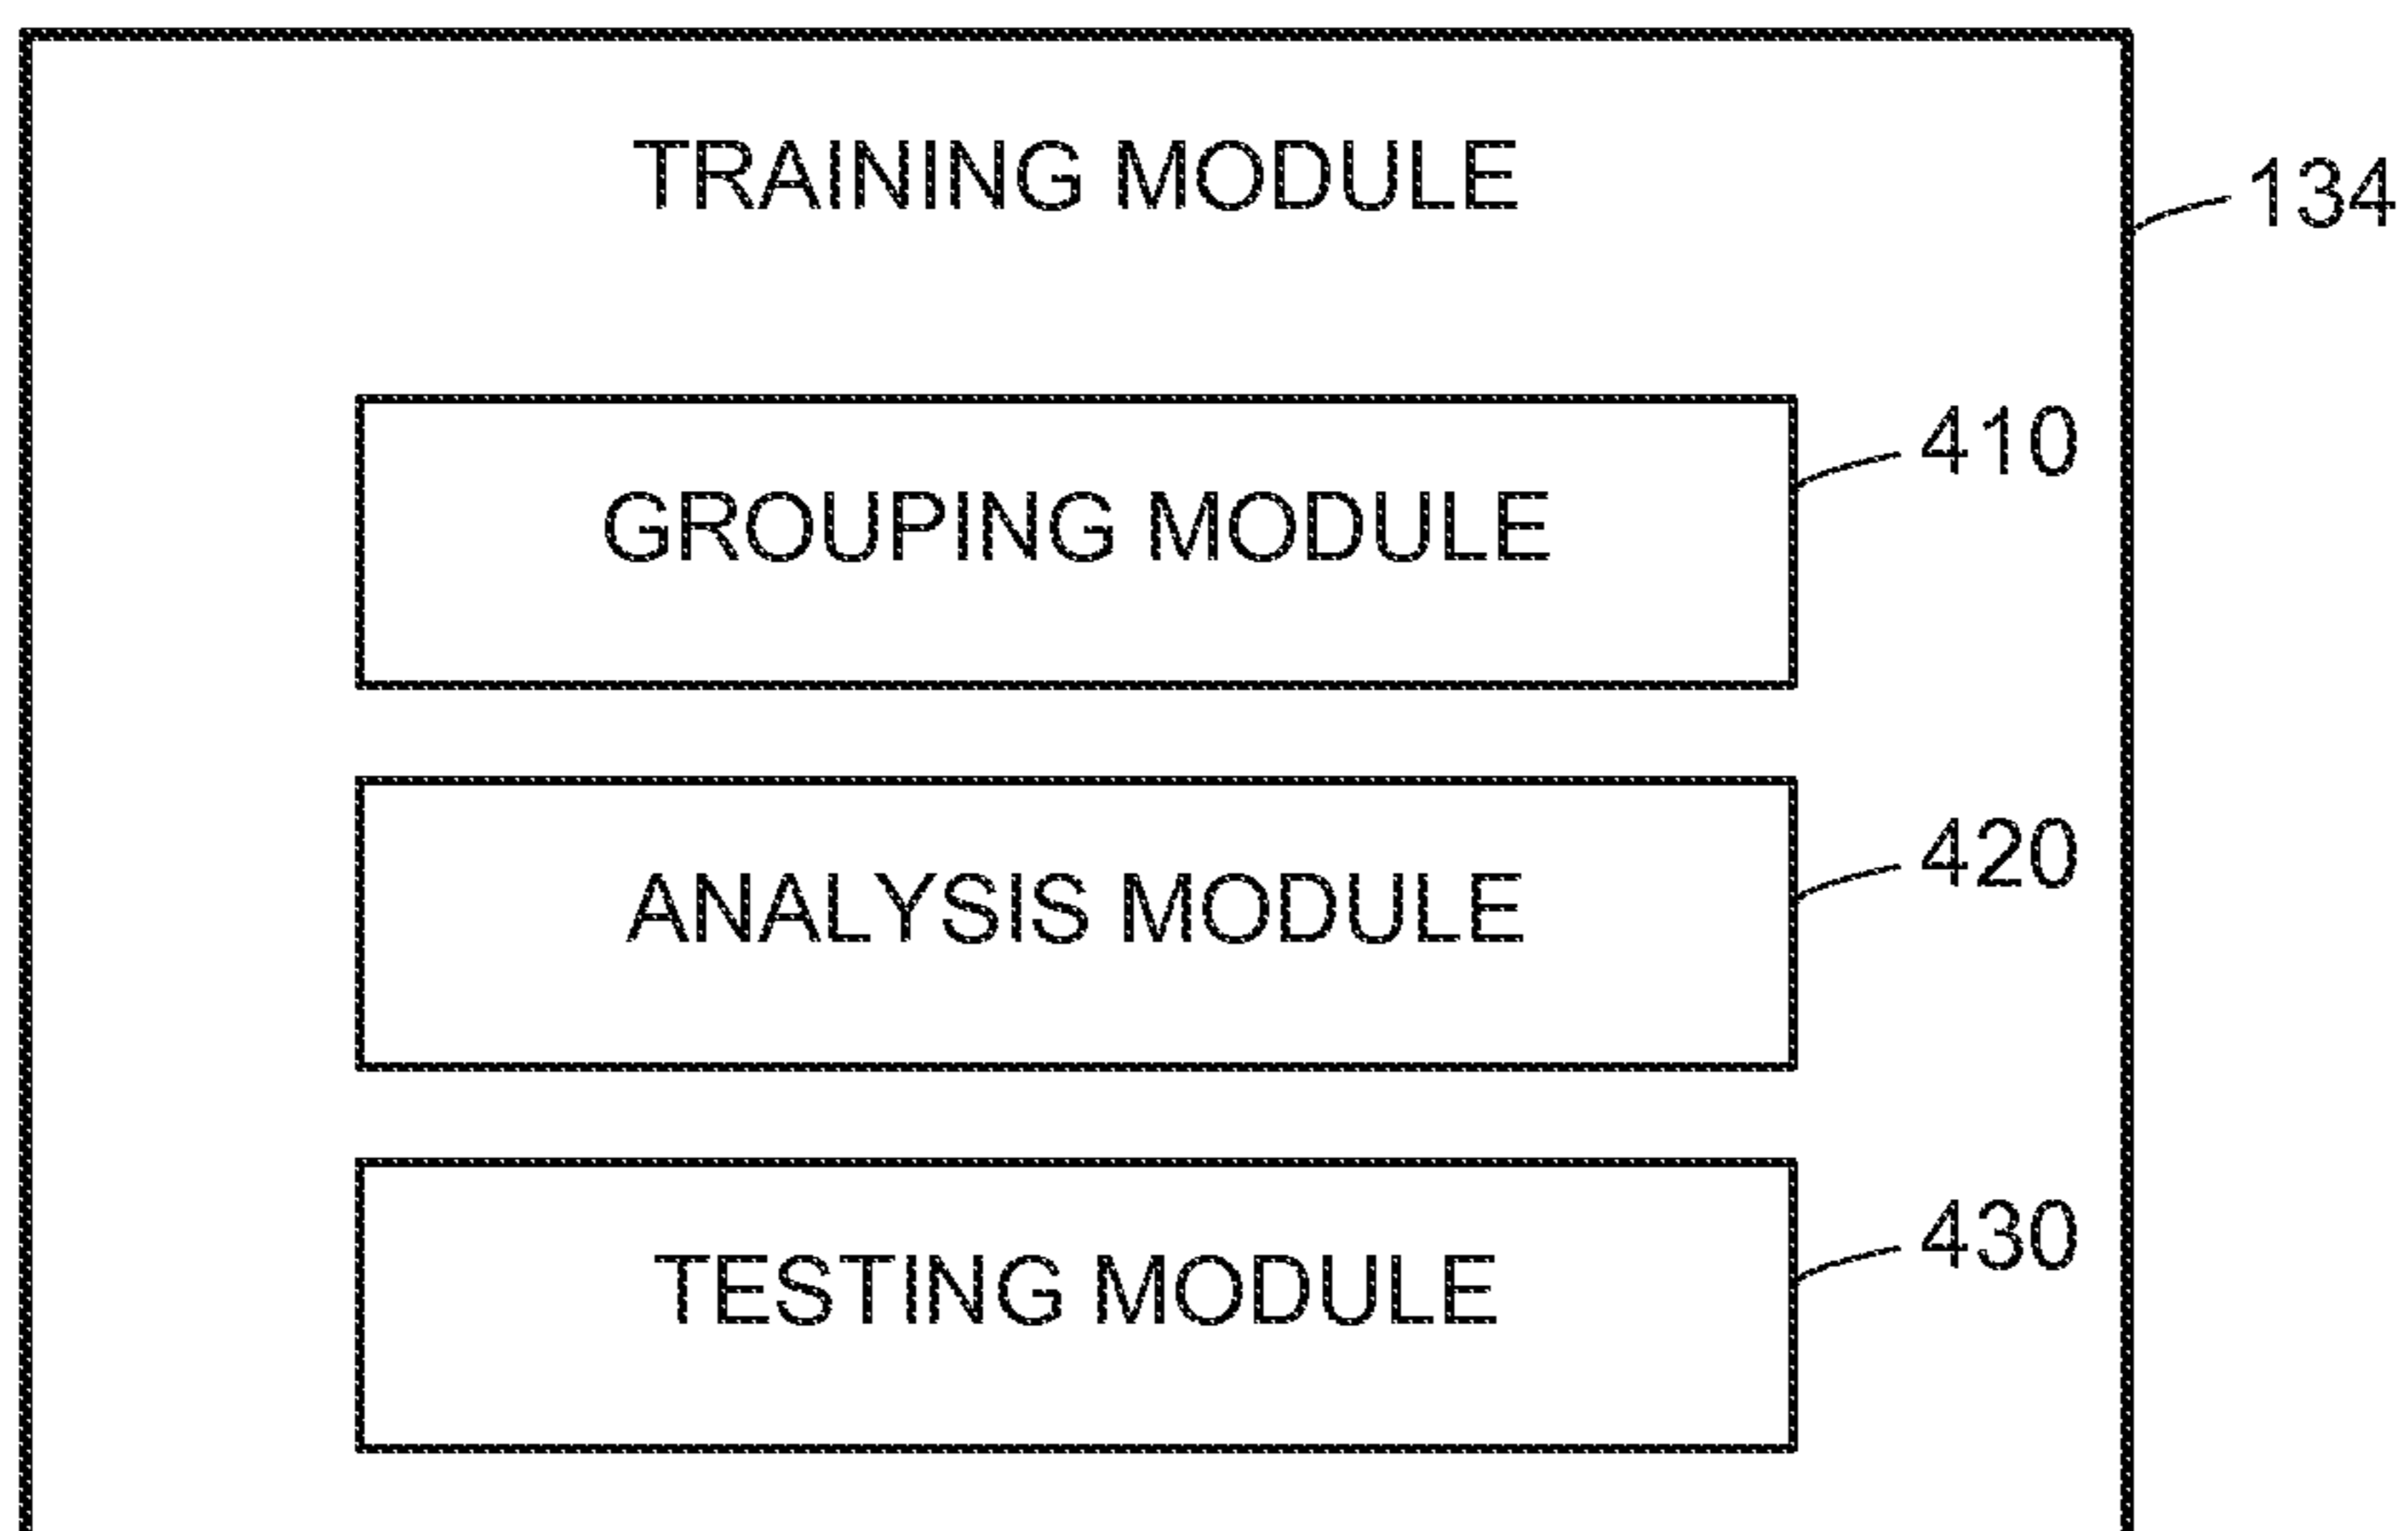 TRAINING MODULE
134
GROUPING MODULE
410
ANALYSIS MODULE
420
TESTING MODULE
430